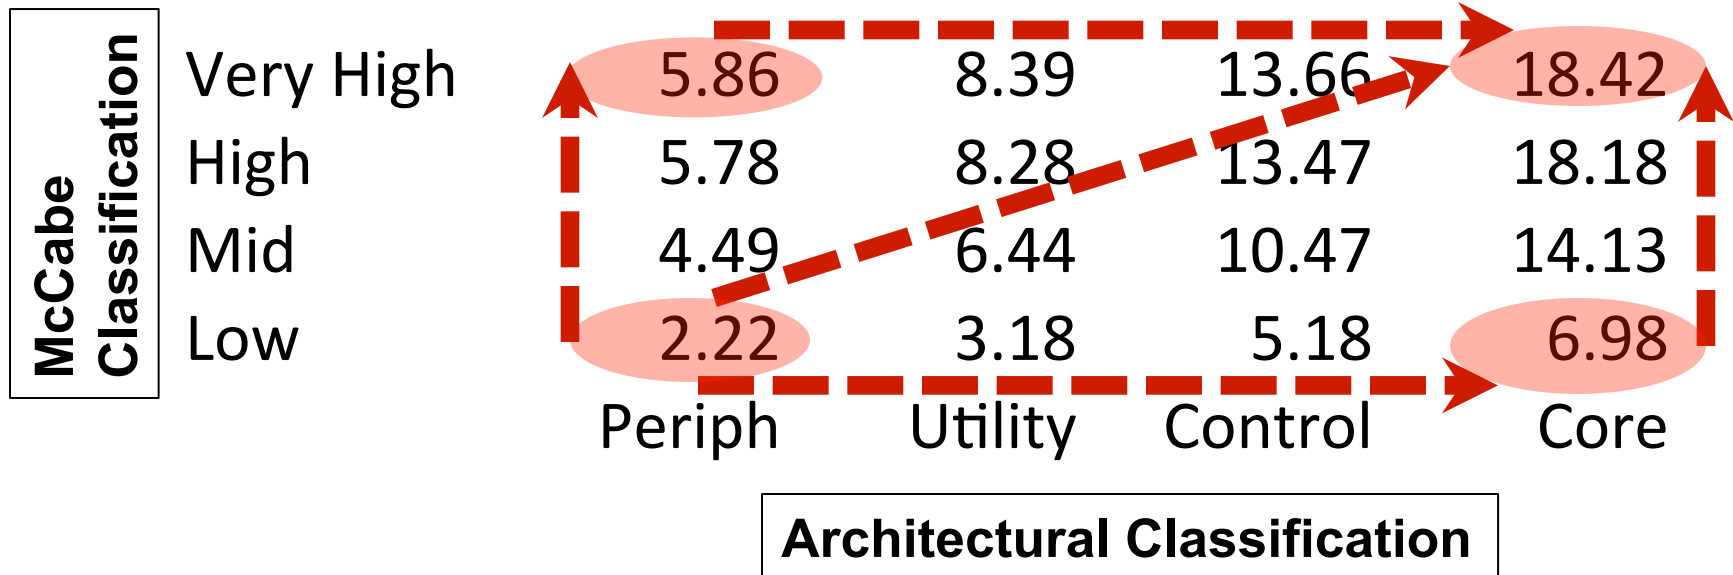 McCabe
Classification
Very High 5.86 8.39 13.66 18.42
High 5.78 8.28 13.47 18.18
Mid 4.49 6.44 10.47 14.13
Low 2.22 3.18 5.18 6.98
Periph Utility Control Core
Architectural Classification